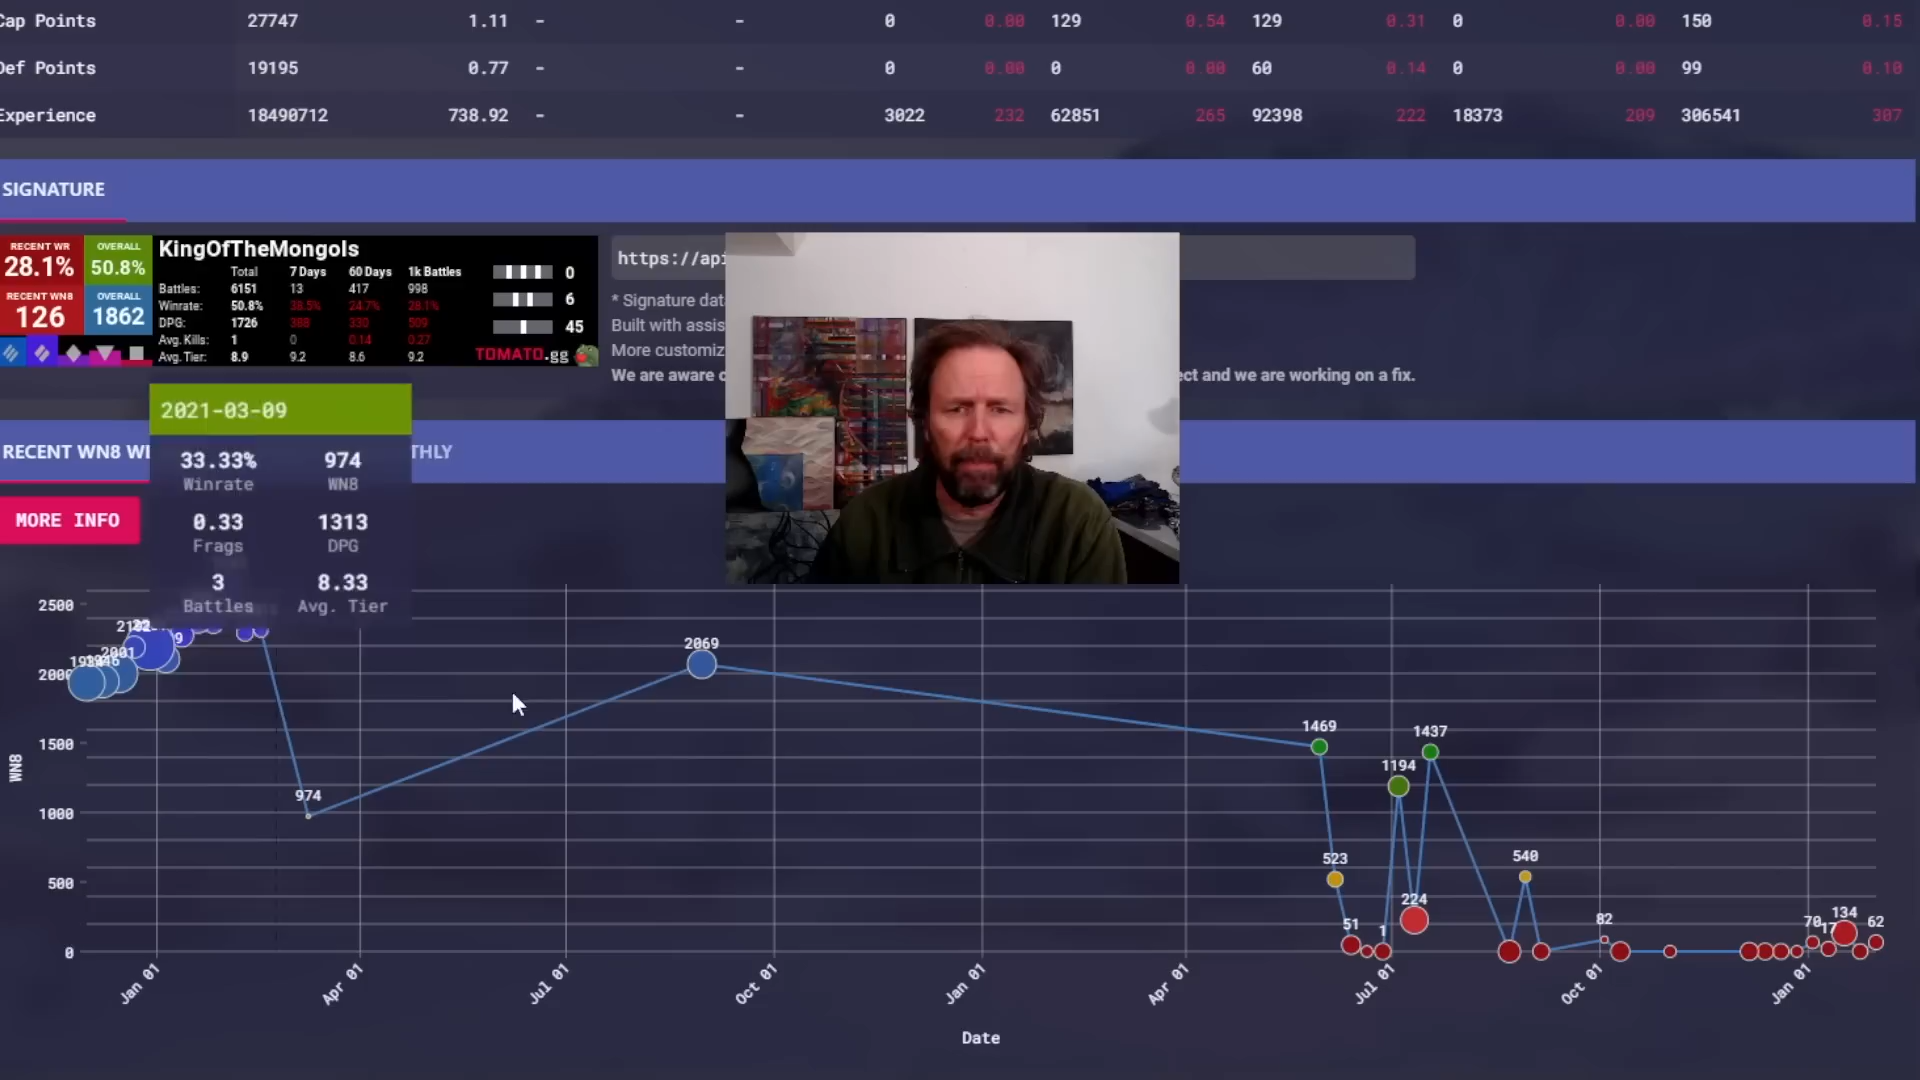 Cap Points 27747 1.11 - - 0 0.00 129 0.54 129 0.31 0 0.00 150 0.15
Def Points 19195 0.77 - - 0 0.00 0 0.00 60 0.14 0 0.00 99 0.10
Experience 18490712 738.92 - - 3022 232 62851 265 92398 222 18373 209 306541 307
SIGNATURE
RECENT WR OVERALL KingOfTheMongols
28.1% 50.8%
RECENT WN8 OVERALL
126 1862
Total 7 Days 60 Days 1k Battles
Battles: 6151 13 417 998
Winrate: 50.8% 38.5% 24.7% 28.1%
DPG: 1726 388 330 509
Avg. Kills: 1 0 0.14 0.27
Avg. Tier: 8.9 9.2 8.6 9.2
0
6
45
TOMATO.gg
https://api
* Signature dat
Built with assis
More customiz
We are aware o
ect and we are working on a fix.
2021-03-09
33.33% 974
Winrate WN8
0.33 1313
Frags DPG
3 8.33
Battles Avg. Tier
RECENT WN8 WE
THLY
MORE INFO
WN8
2500
2000
1500
1000
500
0
2001
974
2069
1469
523
51
1
1194
224
1437
540
82
70
17
134
62
Jan 01 Apr 01 Jul 01 Oct 01 Jan 01 Apr 01 Jul 01 Oct 01 Jan 01
Date